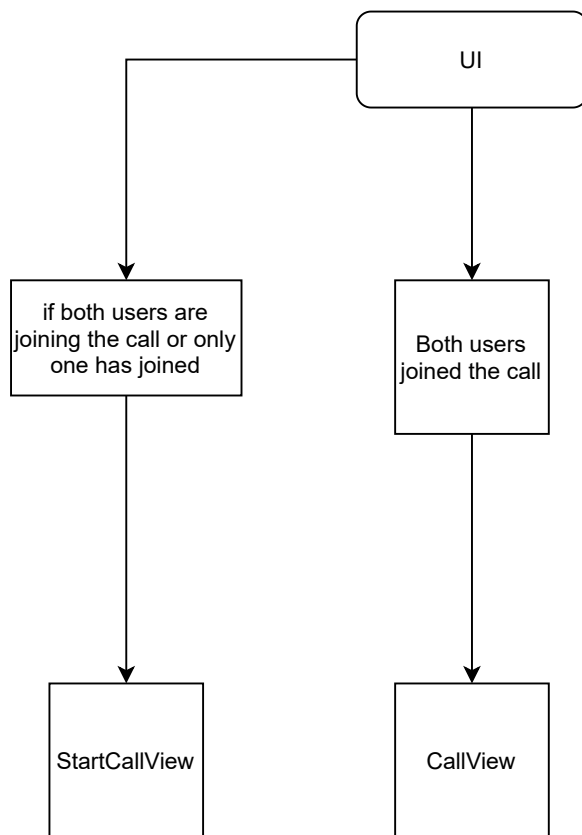 UI
if both users are
joining the call or only
one has joined
Both users
joined the call
StartCallView
CallView